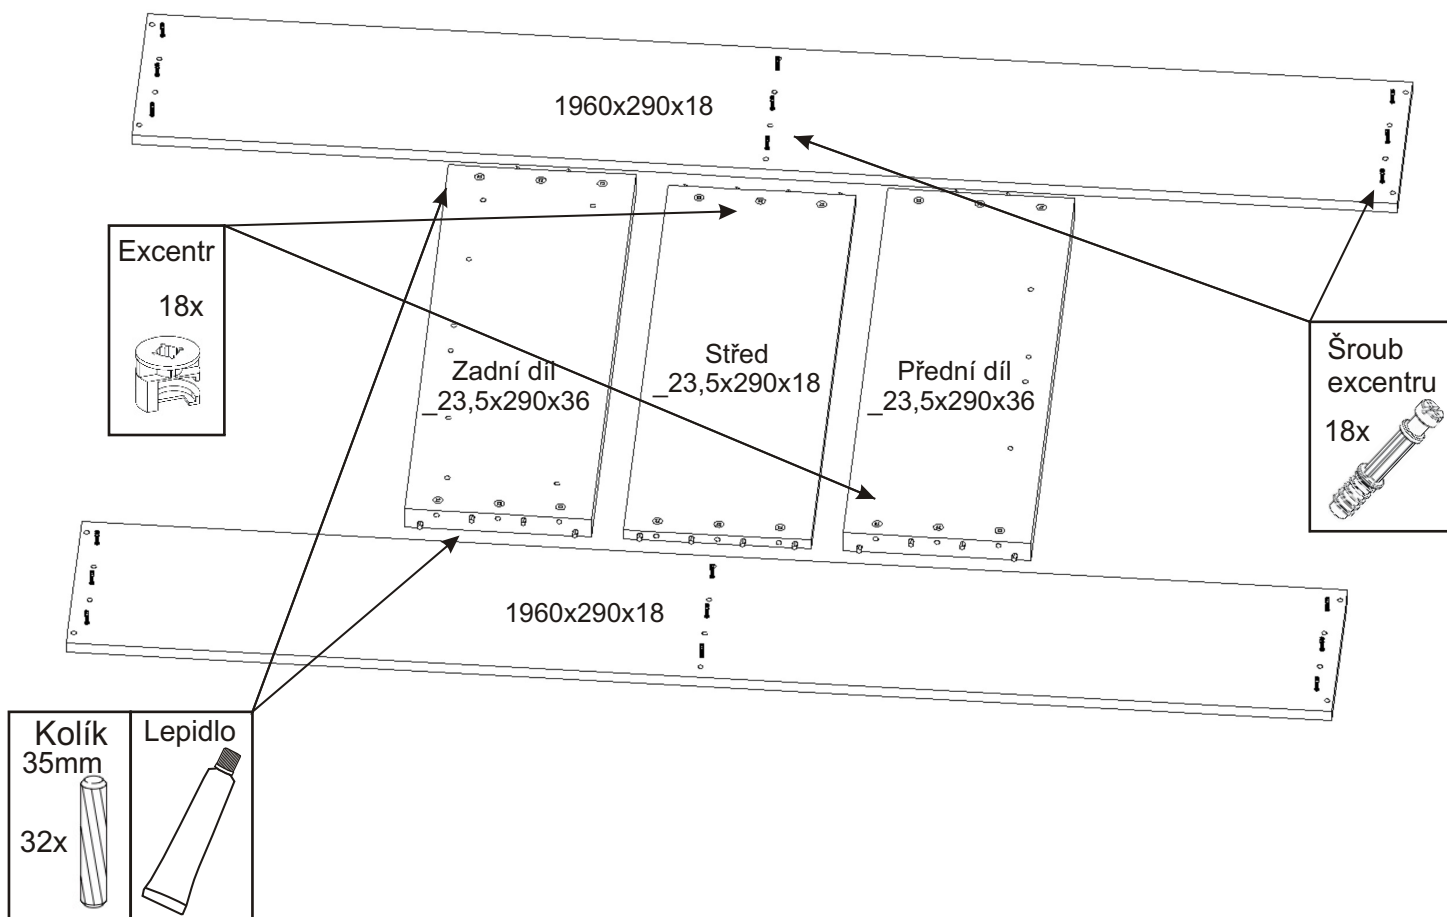 1960x290x18
Excentr
18x
Zadní díl
_23,5x290x36
Střed
_23,5x290x18
Přední díl
_23,5x290x36
Šroub
excentru
18x
1960x290x18
Kolík
35mm
32x
Lepidlo